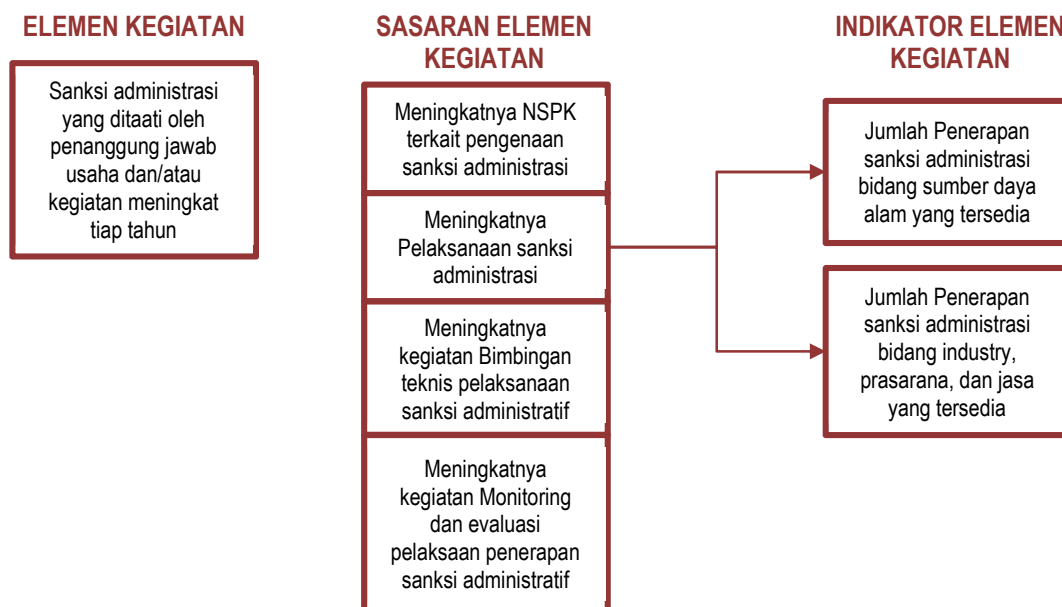 ELEMEN KEGIATAN
Sanksi administrasi
yang ditaati oleh
penanggung jawab
usaha dan/atau
kegiatan meningkat
tiap tahun
SASARAN ELEMEN
KEGIATAN
Meningkatnya NSPK
terkait pengenaan
sanksi administrasi
Meningkatnya
Pelaksanaan sanksi
administrasi
Meningkatnya
kegiatan Bimbingan
teknis pelaksanaan
sanksi administratif
Meningkatnya
kegiatan Monitoring
dan evaluasi
pelaksaan penerapan
sanksi administratif
INDIKATOR ELEMEN
KEGIATAN
Jumlah Penerapan
sanksi administrasi
bidang sumber daya
alam yang tersedia
Jumlah Penerapan
sanksi administrasi
bidang industry,
prasarana, dan jasa
yang tersedia